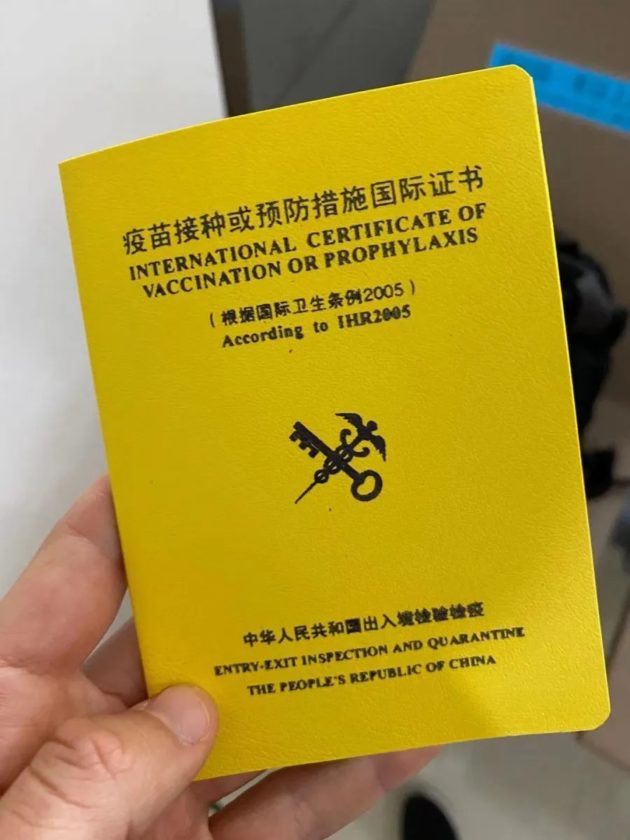 疫苗接种或预防措施国际证书
INTERNATIONAL CERTIFICATE OF
VACCINATION OR PROPHYLAXIS
(根据国际卫生条例2005)
According to IHR2005
中华人民共和国出入境检验检疫
ENTRY-EXIT INSPECTION AND QUARANTINE
THE PEOPLE'S REPUBLIC OF CHINA